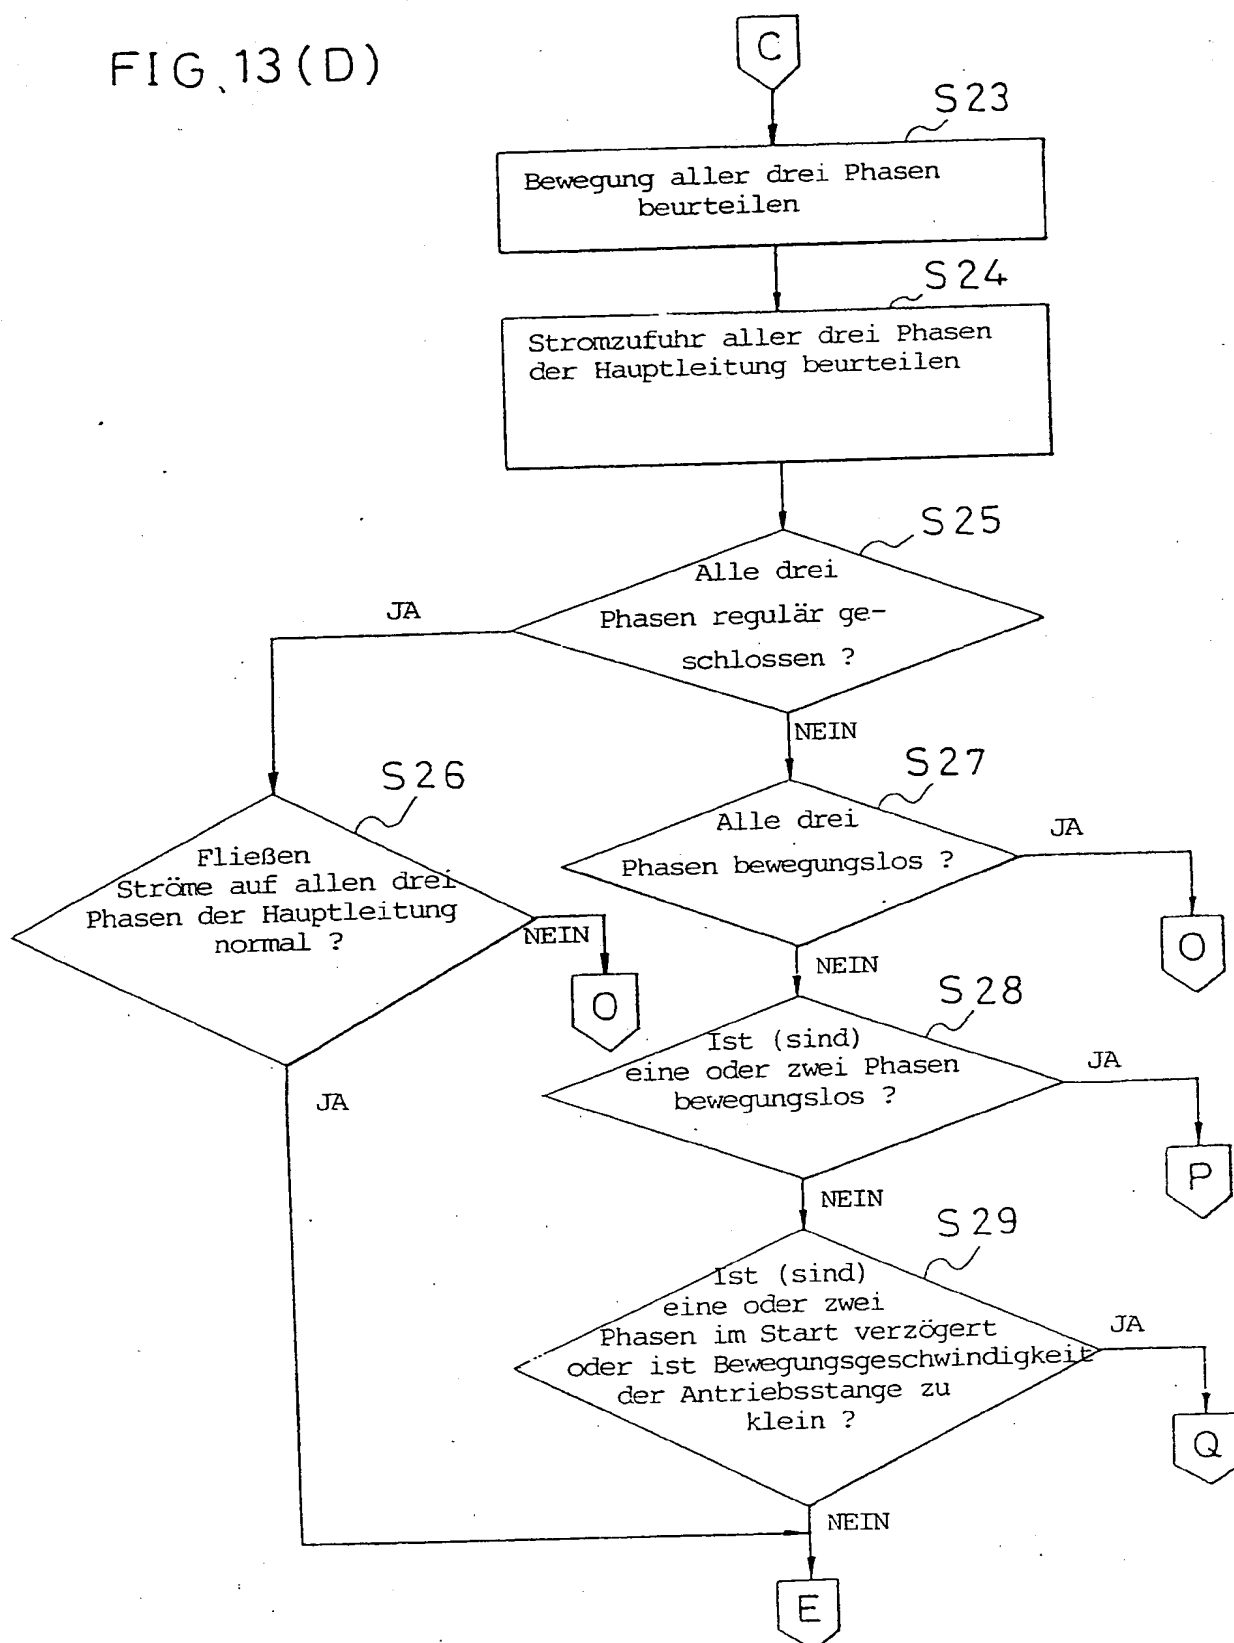 FIG. 13 (D)
C
S23
Bewegung aller drei Phasen
beurteilen
S24
Stromzufuhr aller drei Phasen
der Hauptleitung beurteilen
S25
Alle drei
Phasen regulär ge-
schlossen ?
JA
NEIN
S26
Fließen
Ströme auf allen drei
Phasen der Hauptleitung
normal ?
NEIN
O
JA
S27
Alle drei
Phasen bewegungslos ?
JA
O
NEIN
S28
Ist (sind)
eine oder zwei Phasen
bewegungslos ?
JA
P
NEIN
S29
Ist (sind)
eine oder zwei
Phasen im Start verzögert
oder ist Bewegungsgeschwindigkeit
der Antriebsstange zu
klein ?
JA
Q
NEIN
E